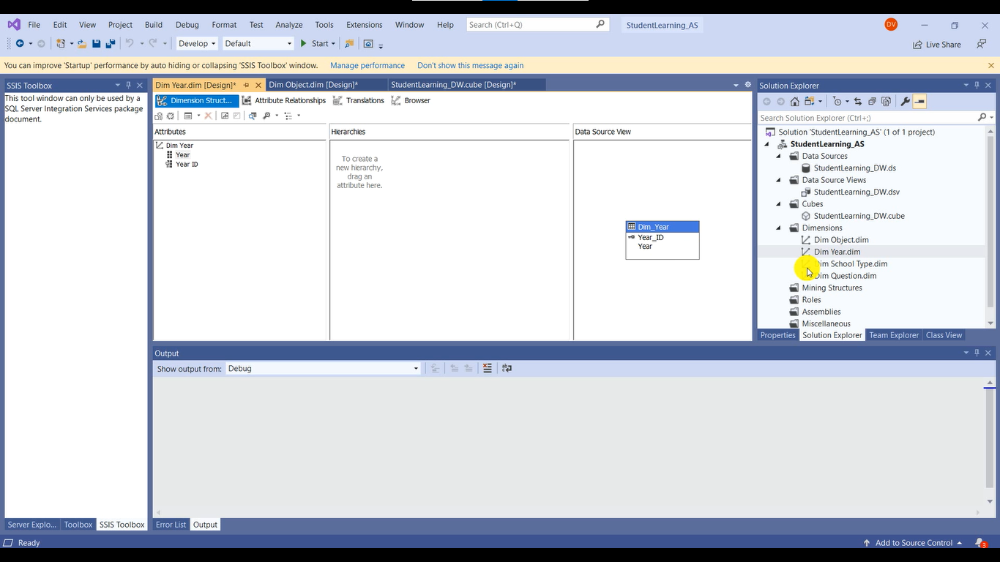 File Edit View Project Build Debug Format Test Analyze Tools Extensions Window Help Search (Ctrl+Q) StudentLearning_AS DV
Develop Default Start Live Share
You can improve 'Startup' performance by auto hiding or collapsing 'SSIS Toolbox' window. Manage performance Don't show this message again
SSIS Toolbox
This tool window can only be used by a
SQL Server Integration Services package
document.
Dim Year.dim [Design]* Dim Object.dim [Design]* StudentLearning_DW.cube [Design]*
Dimension Struct... Attribute Relationships Translations Browser
Attributes
Dim Year
Year
Year ID
Hierarchies
To create a
new hierarchy,
drag an
attribute here.
Data Source View
Dim_Year
Year_ID
Year
Solution Explorer
Search Solution Explorer (Ctrl+;)
Solution 'StudentLearning_AS' (1 of 1 project)
StudentLearning_AS
Data Sources
StudentLearning_DW.ds
Data Source Views
StudentLearning_DW.dsv
Cubes
StudentLearning_DW.cube
Dimensions
Dim Object.dim
Dim Year.dim
Dim School Type.dim
Dim Question.dim
Mining Structures
Roles
Assemblies
Miscellaneous
Properties Solution Explorer Team Explorer Class View
Output
Show output from: Debug
Server Explo... Toolbox SSIS Toolbox
Error List Output
Ready
Add to Source Control 3